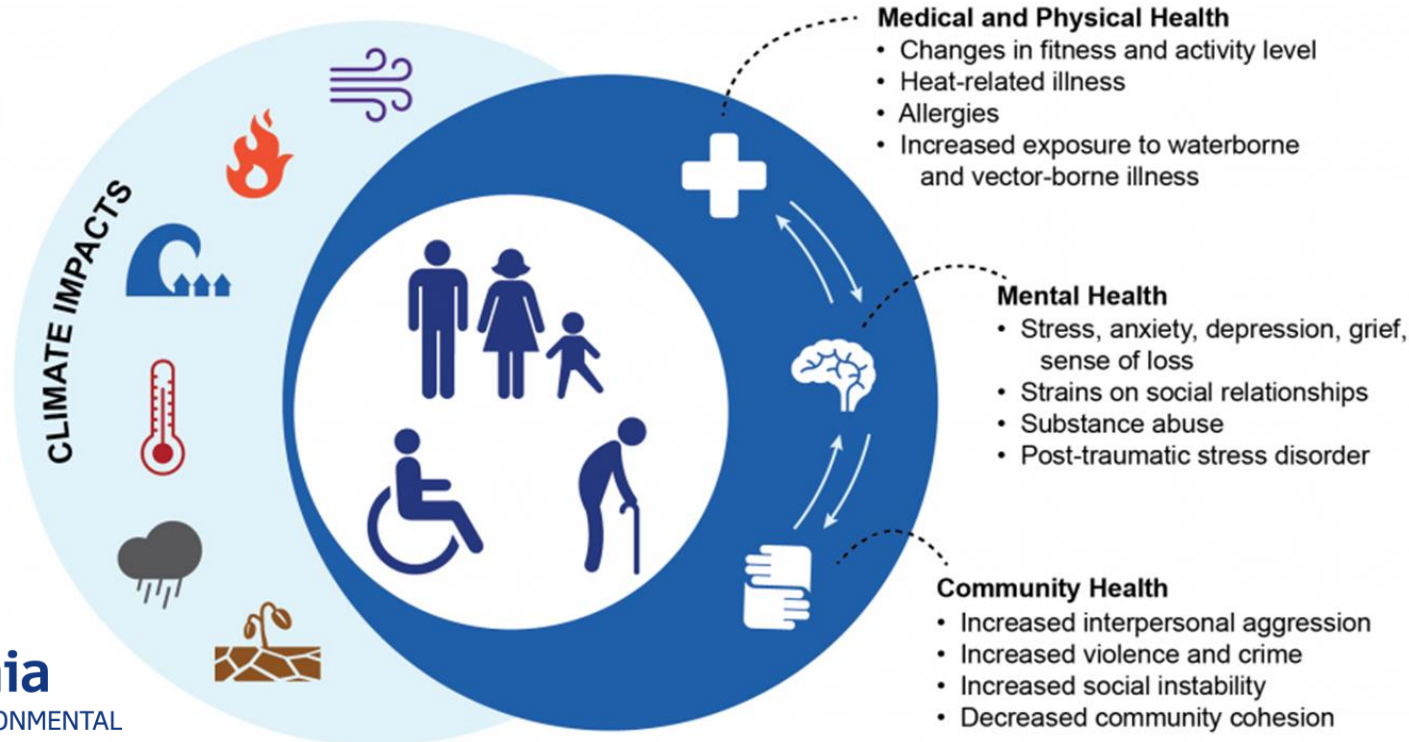 Medical and Physical Health
• Changes in fitness and activity level
• Heat-related illness
• Allergies
• Increased exposure to waterborne
and vector-borne illness
CLIMATE IMPACTS
Mental Health
• Stress, anxiety, depression, grief,
sense of loss
• Strains on social relationships
• Substance abuse
• Post-traumatic stress disorder
Community Health
• Increased interpersonal aggression
• Increased violence and crime
• Increased social instability
• Decreased community cohesion